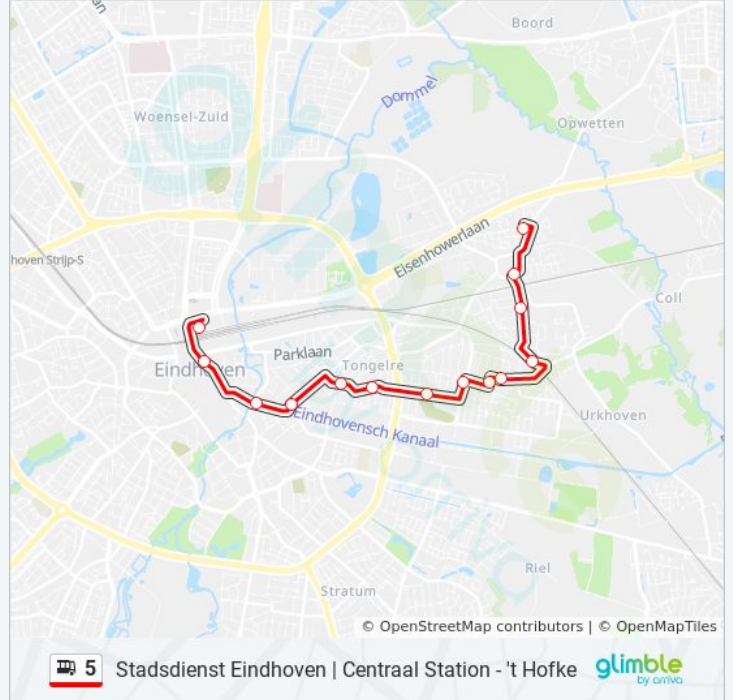 Boord
Dommel
Woensel-Zuid
Opwetten
Eisenhowerlaan
hoven Strijp-S
Coll
Parklaan
Tongelre
Eindhoven
Eindhovensch Kanaal
Urkhoven
Riel
Stratum
© OpenStreetMap contributors | © OpenMapTiles
5 Stadsdienst Eindhoven | Centraal Station - 't Hofke
glimble
by arriva